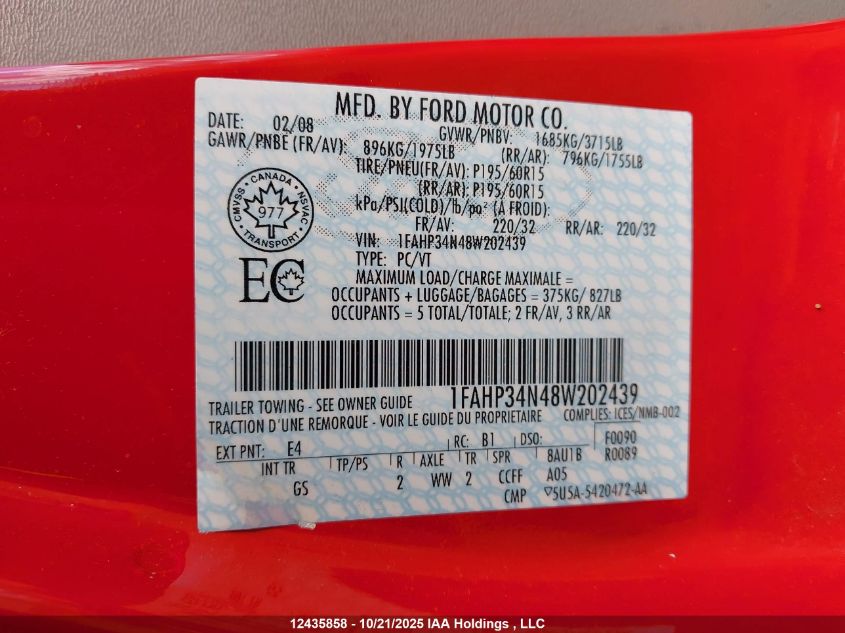 MFD. BY FORD MOTOR CO.
DATE: 02/08 GVWR/PNBV: 1685KG/3715LB
GAWR/PNBE (FR/AV): 896KG/1975LB (RR/AR): 796KG/1755LB
TIRE/PNEU(FR/AV): P195/60R15
(RR/AR): P195/60R15
kPa/PSI(COLD)/lb/po² (À FROID):
FR/AV: 220/32 RR/AR: 220/32
VIN: 1FAHP34N48W202439
TYPE: PC/VT
CANADA
CMVSS NSVAC
977
TRANSPORT
EC
MAXIMUM LOAD/CHARGE MAXIMALE =
OCCUPANTS + LUGGAGE/BAGAGES = 375KG/ 827LB
OCCUPANTS = 5 TOTAL/TOTALE; 2 FR/AV, 3 RR/AR
1FAHP34N48W202439
TRAILER TOWING - SEE OWNER GUIDE COMPLIES: ICES/NMB-002
TRACTION D'UNE REMORQUE - VOIR LE GUIDE DU PROPRIETAIRE
EXT PNT: E4 RC: B1 DSO: F0090
INT TR TP/PS R AXLE TR SPR 8AU1B R0089
GS 2 WW 2 CCFF A05
CMP 5U5A-5420472-AA
12435858 - 10/21/2025 IAA Holdings , LLC